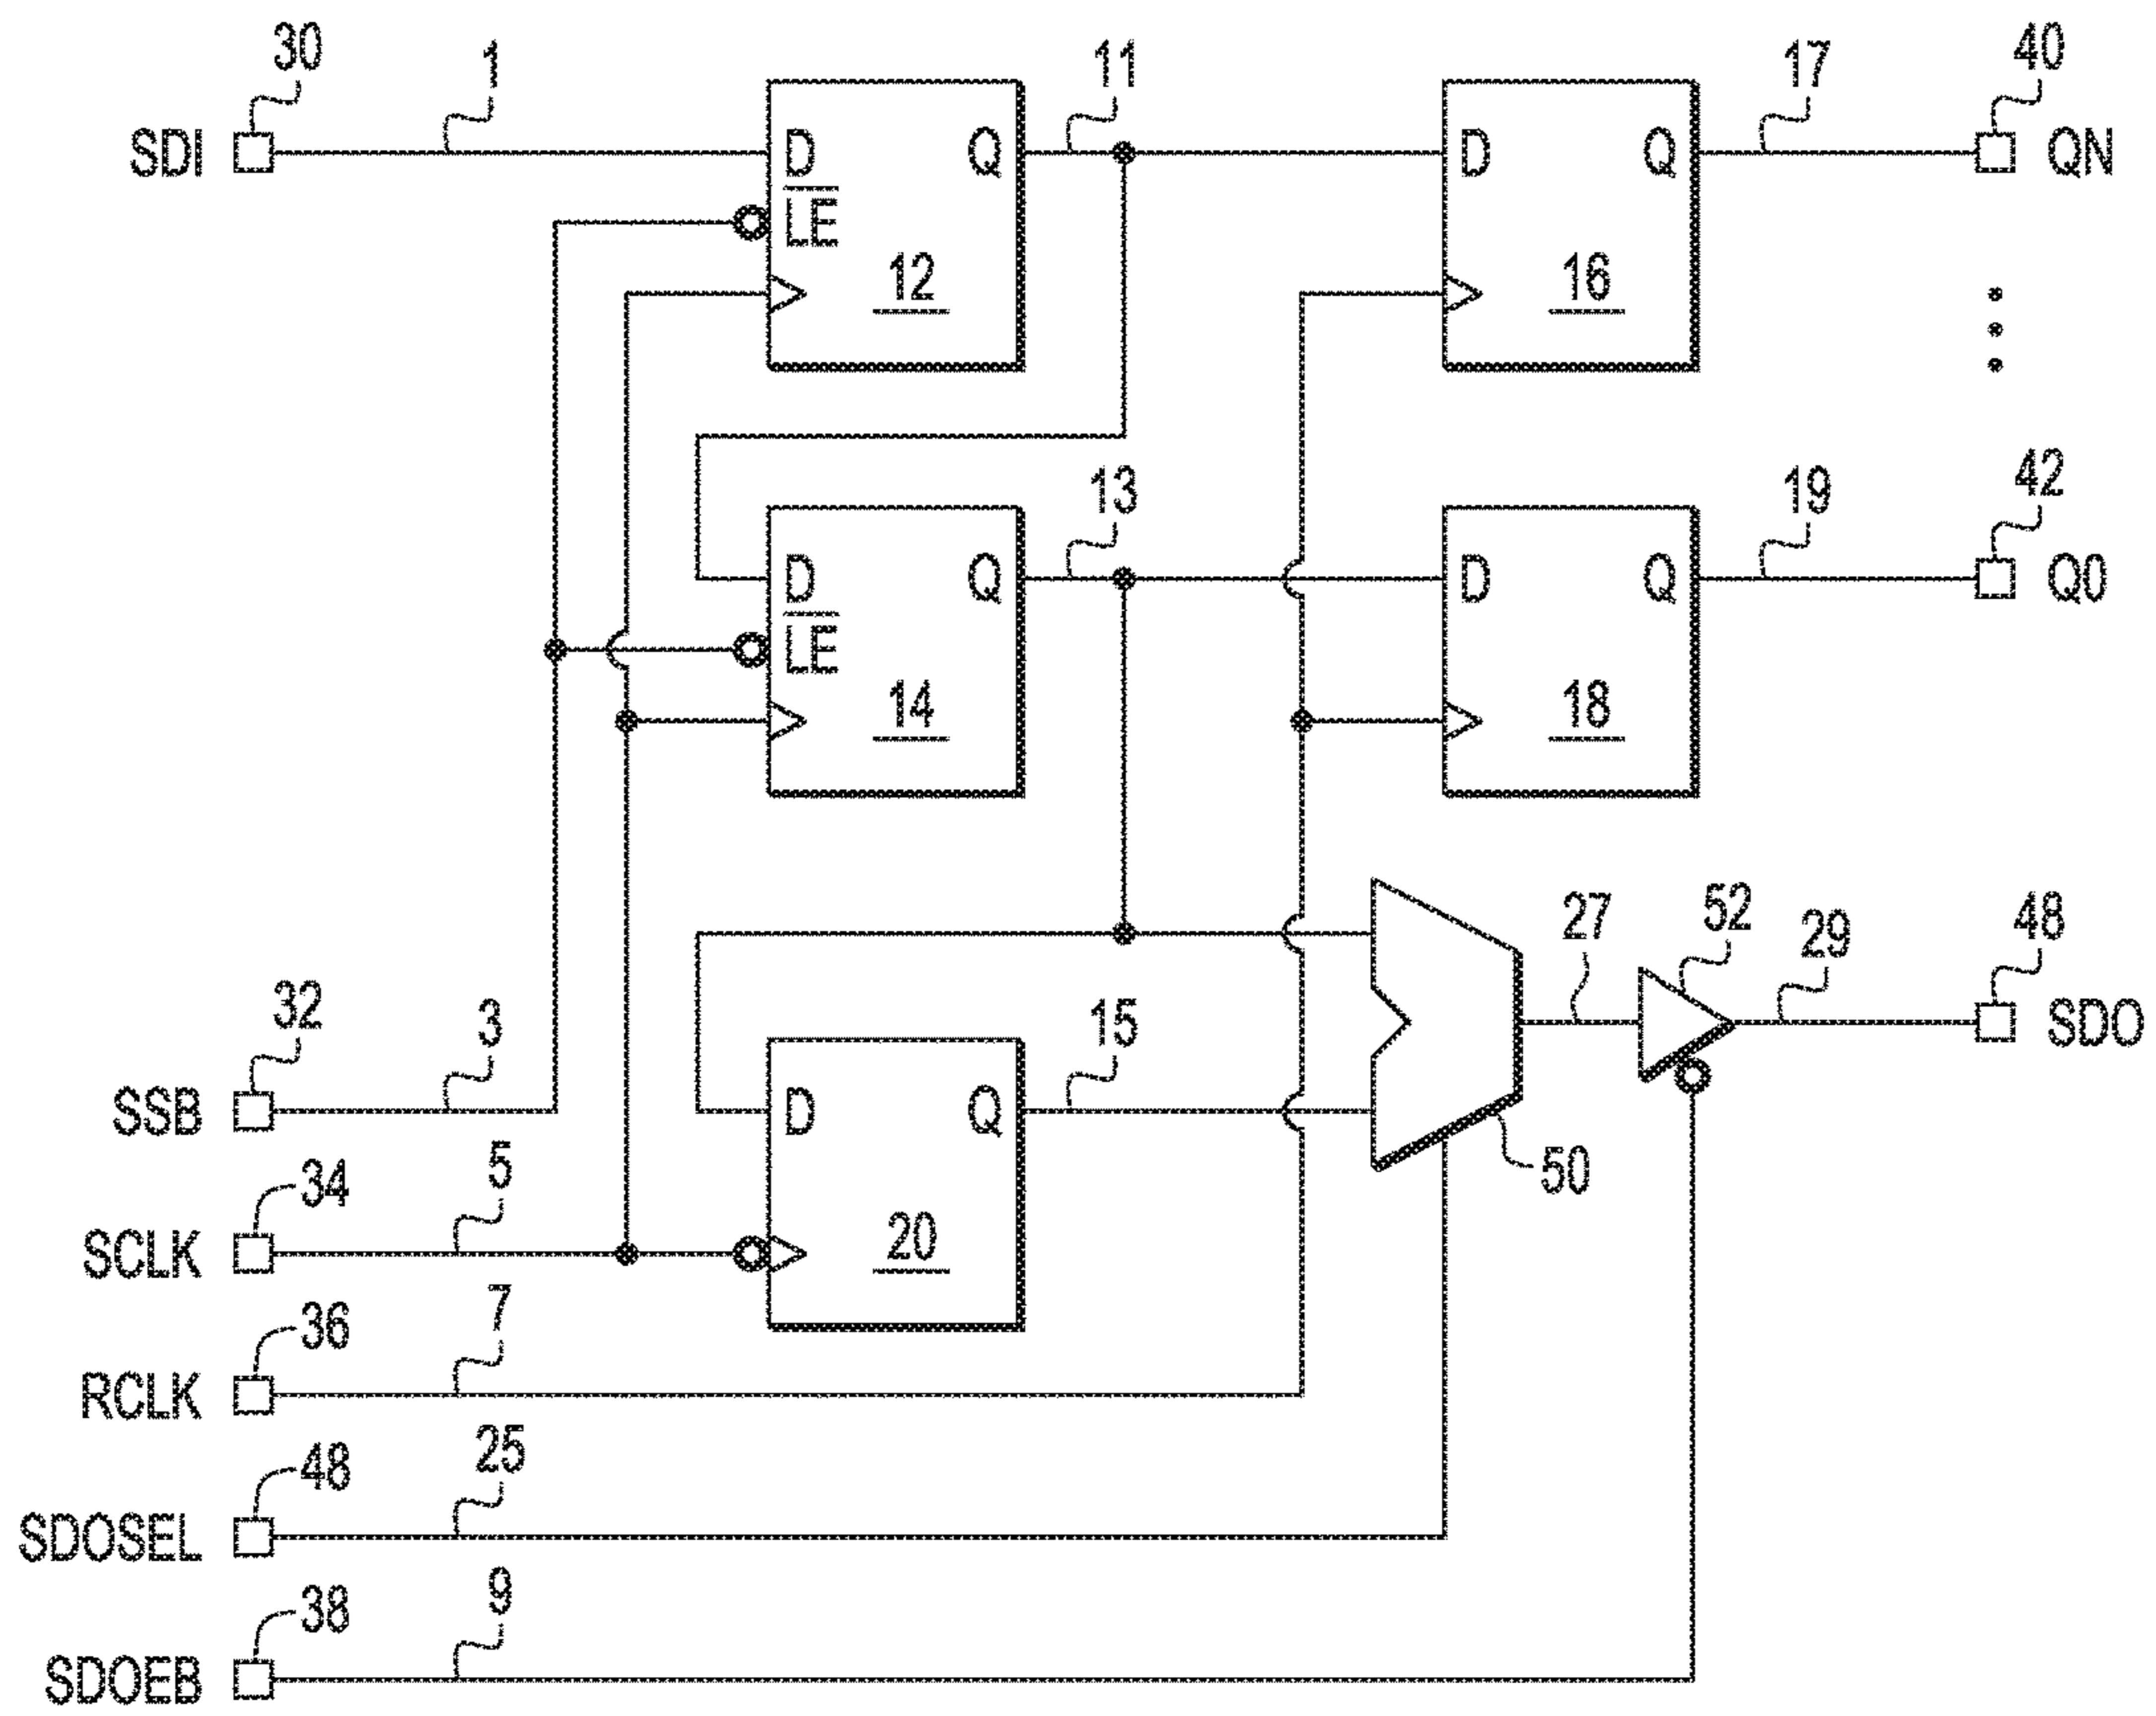 30 1 11 17 40
SDI D Q D Q QN
LE
12 16
13 19 42
D Q D Q Q0
LE
14 18
27 52 29 48
32 3 15 SDO
SSB D Q
34 5 50
SCLK 20
36 7
RCLK
48 25
SDOSEL
38 9
SDOEB